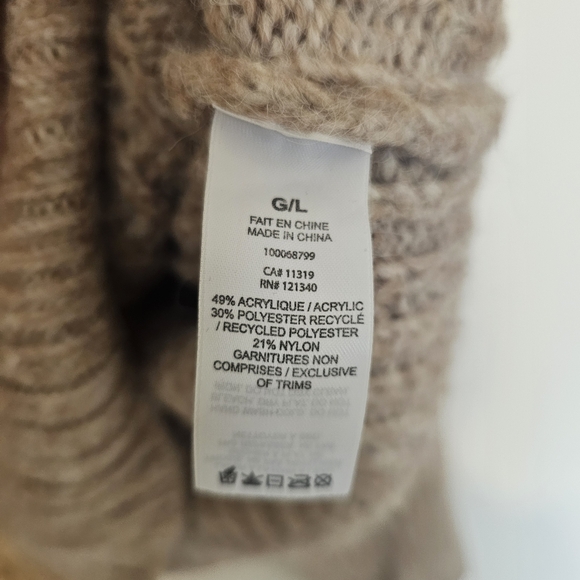 G/L
FAIT EN CHINE
MADE IN CHINA
100068799
CA# 11319
RN# 121340
49% ACRYLIQUE / ACRYLIC
30% POLYESTER RECYCLÉ
/ RECYCLED POLYESTER
21% NYLON
GARNITURES NON
COMPRISES / EXCLUSIVE
OF TRIMS